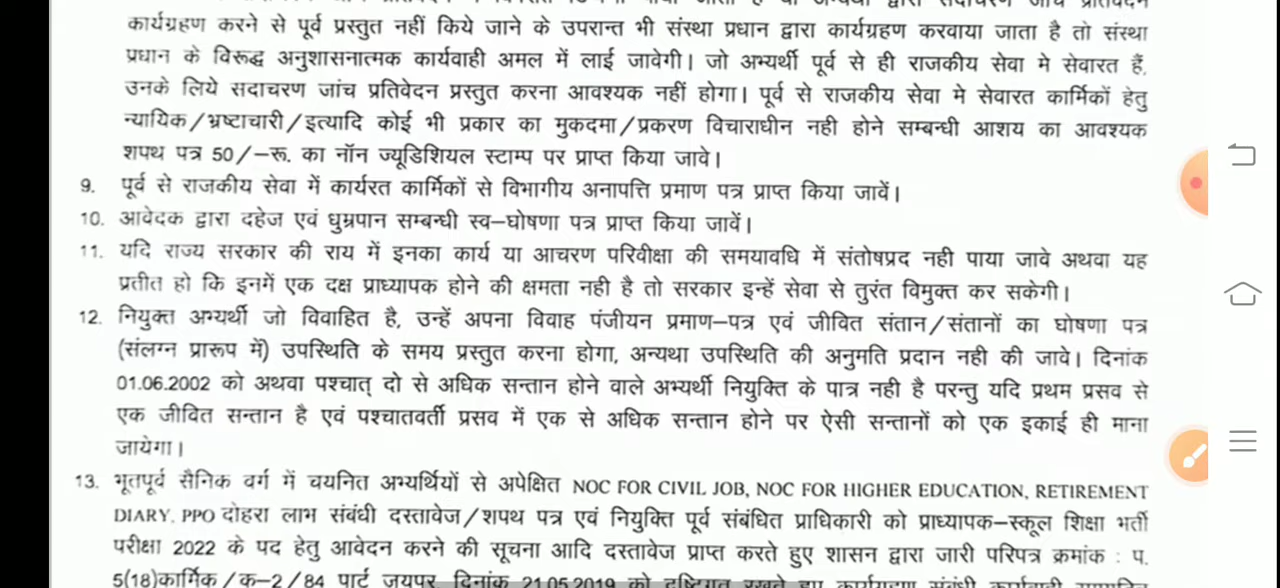 कार्यग्रहण करने से पूर्व प्रस्तुत नहीं किये जाने के उपरान्त भी संस्था प्रधान द्वारा कार्यग्रहण करवाया जाता है तो संस्था
प्रधान के विरूद्ध अनुशासनात्मक कार्यवाही अमल में लाई जावेगी। जो अभ्यर्थी पूर्व से ही राजकीय सेवा मे सेवारत हैं,
उनके लिये सदाचरण जांच प्रतिवेदन प्रस्तुत करना आवश्यक नहीं होगा। पूर्व से राजकीय सेवा मे सेवारत कार्मिकों हेतु
न्यायिक/भ्रष्टाचारी/इत्यादि कोई भी प्रकार का मुकदमा/प्रकरण विचाराधीन नही होने सम्बन्धी आशय का आवश्यक
शपथ पत्र 50/–रू. का नॉन ज्यूडिशियल स्टाम्प पर प्राप्त किया जावे।
9. पूर्व से राजकीय सेवा में कार्यरत कार्मिकों से विभागीय अनापत्ति प्रमाण पत्र प्राप्त किया जावें।
10. आवेदक द्वारा दहेज एवं धुम्रपान सम्बन्धी स्व–घोषणा पत्र प्राप्त किया जावें।
11. यदि राज्य सरकार की राय में इनका कार्य या आचरण परिवीक्षा की समयावधि में संतोषप्रद नही पाया जावे अथवा यह
प्रतीत हो कि इनमें एक दक्ष प्राध्यापक होने की क्षमता नही है तो सरकार इन्हें सेवा से तुरंत विमुक्त कर सकेगी।
12. नियुक्त अभ्यर्थी जो विवाहित है, उन्हें अपना विवाह पंजीयन प्रमाण–पत्र एवं जीवित संतान/संतानों का घोषणा पत्र
(संलग्न प्रारूप में) उपस्थिति के समय प्रस्तुत करना होगा, अन्यथा उपस्थिति की अनुमति प्रदान नही की जावे। दिनांक
01.06.2002 को अथवा पश्चात् दो से अधिक सन्तान होने वाले अभ्यर्थी नियुक्ति के पात्र नही है परन्तु यदि प्रथम प्रसव से
एक जीवित सन्तान है एवं पश्चातवर्ती प्रसव में एक से अधिक सन्तान होने पर ऐसी सन्तानों को एक इकाई ही माना
जायेगा।
13. भूतपूर्व सैनिक वर्ग में चयनित अभ्यर्थियों से अपेक्षित NOC FOR CIVIL JOB, NOC FOR HIGHER EDUCATION, RETIREMENT
DIARY, PPO दोहरा लाभ संबंधी दस्तावेज/शपथ पत्र एवं नियुक्ति पूर्व संबंधित प्राधिकारी को प्राध्यापक–स्कूल शिक्षा भर्ती
परीक्षा 2022 के पद हेतु आवेदन करने की सूचना आदि दस्तावेज प्राप्त करते हुए शासन द्वारा जारी परिपत्र क्रमांक : प.
5(18)कार्मिक/क–2/84 पार्ट जयपुर दिनांक 21.05.2019 को